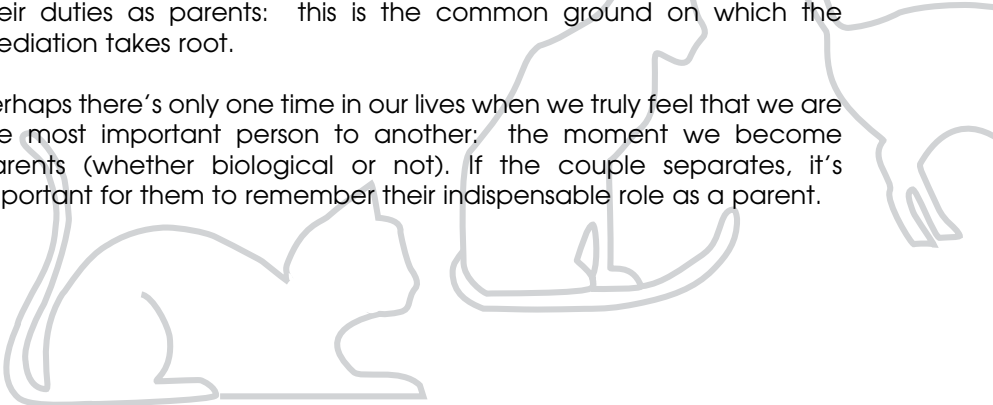 eir duties as parents: this is the common ground on which the
ediation takes root.
erhaps there's only one time in our lives when we truly feel that we are
e most important person to another: the moment we become
arents (whether biological or not). If the couple separates, it's
portant for them to remember their indispensable role as a parent.